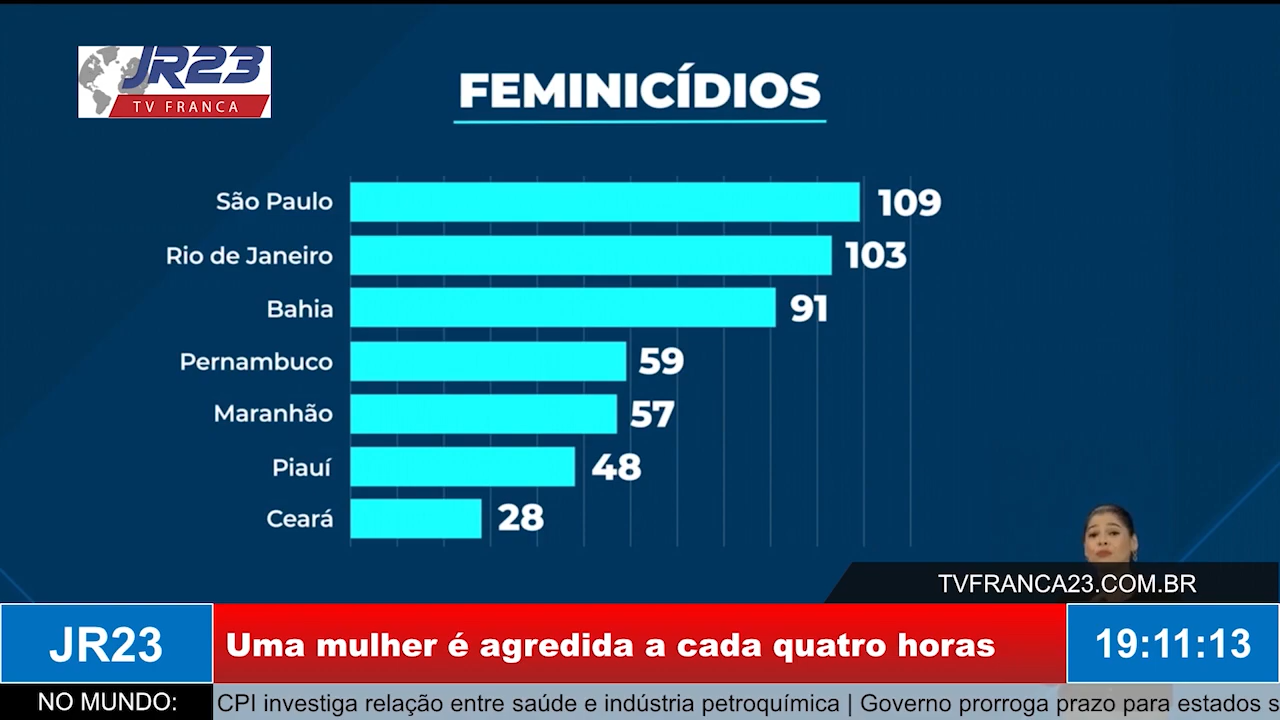 JR23
TV FRANCA
FEMINICÍDIOS
São Paulo 109
Rio de Janeiro 103
Bahia 91
Pernambuco 59
Maranhão 57
Piauí 48
Ceará 28
TVFRANCA23.COM.BR
JR23 Uma mulher é agredida a cada quatro horas 19:11:13
NO MUNDO: CPI investiga relação entre saúde e indústria petroquímica | Governo prorroga prazo para estados s